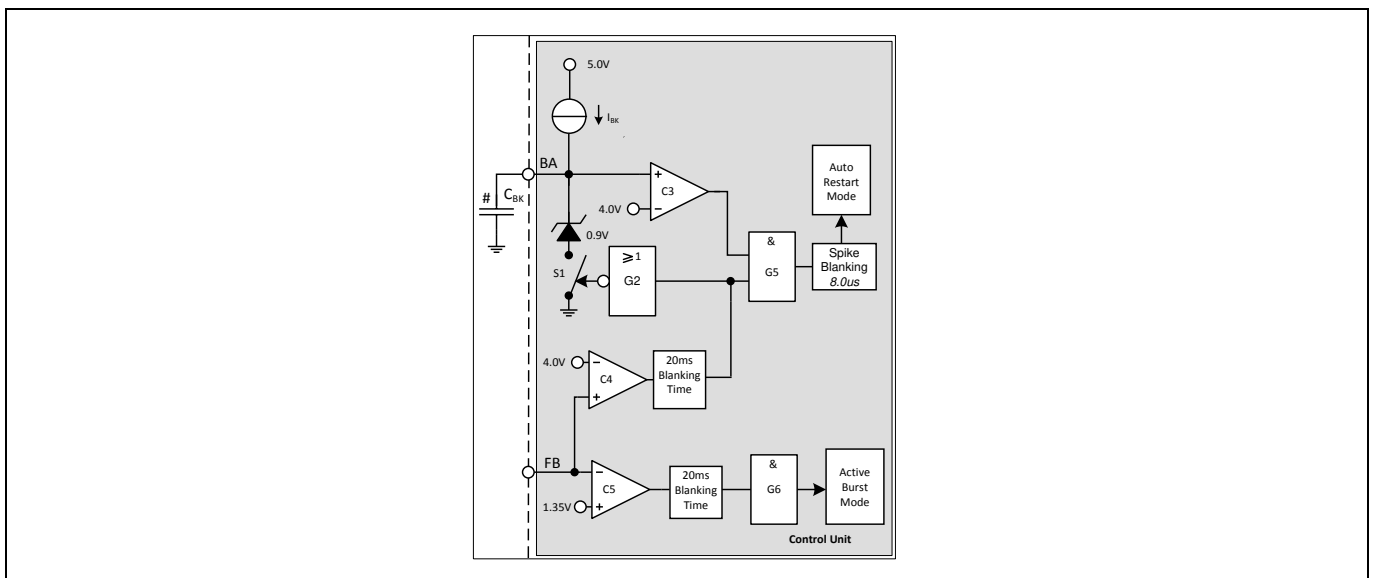 5.0V
I_BK
BA
# C_BK
C3
4.0V
Auto
Restart
Mode
0.9V
S1
≥1
G2
&
G5
Spike
Blanking
8.0us
4.0V
C4
20ms
Blanking
Time
FB
C5
1.35V
20ms
Blanking
Time
&
G6
Active
Burst
Mode
Control Unit